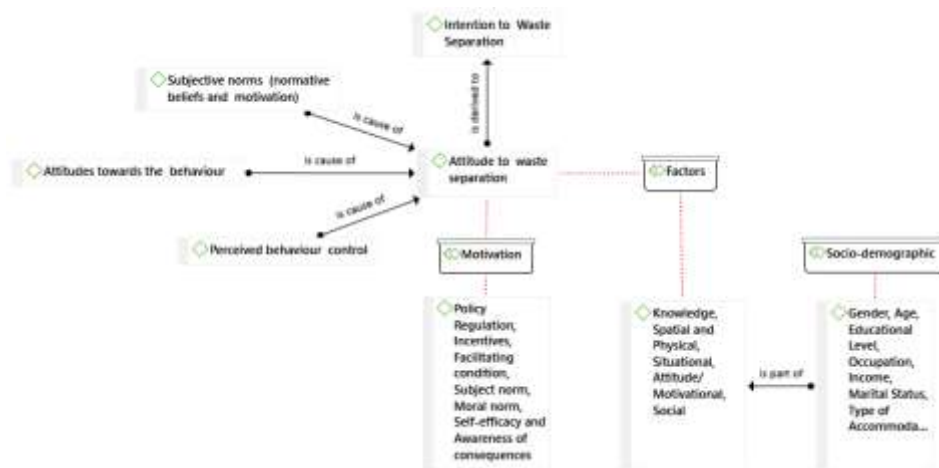 Intention to Waste
Separation
is derived to
Subjective norms (normative
beliefs and motivation)
is cause of
Attitudes towards the behaviour
is cause of
Attitude to waste
separation
Factors
is cause of
Perceived behaviour control
Motivation
Socio-demographic
Policy
Regulation,
Incentives,
Facilitating
condition,
Subject norm,
Moral norm,
Self-efficacy and
Awareness of
consequences
Knowledge,
Spatial and
Physical,
Situational,
Attitude/
Motivational,
Social
is part of
Gender, Age,
Educational
Level,
Occupation,
Income,
Marital Status,
Type of
Accommoda...